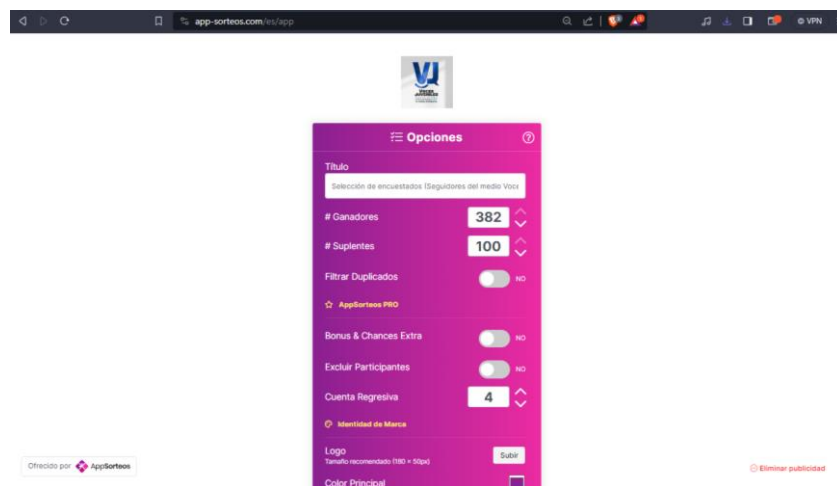 app-sorteos.com/es/app
VPN
VJ
Opciones
Título
Selección de encuestados (Seguidores del medio Voce
# Ganadores
382
# Suplentes
100
Filtrar Duplicados
NO
AppSorteos PRO
Bonus & Chances Extra
NO
Excluir Participantes
NO
Cuenta Regresiva
4
Identidad de Marca
Logo
Tamaño recomendado (180 x 50px)
Subir
Color Principal
Ofrecido por AppSorteos
Eliminar publicidad